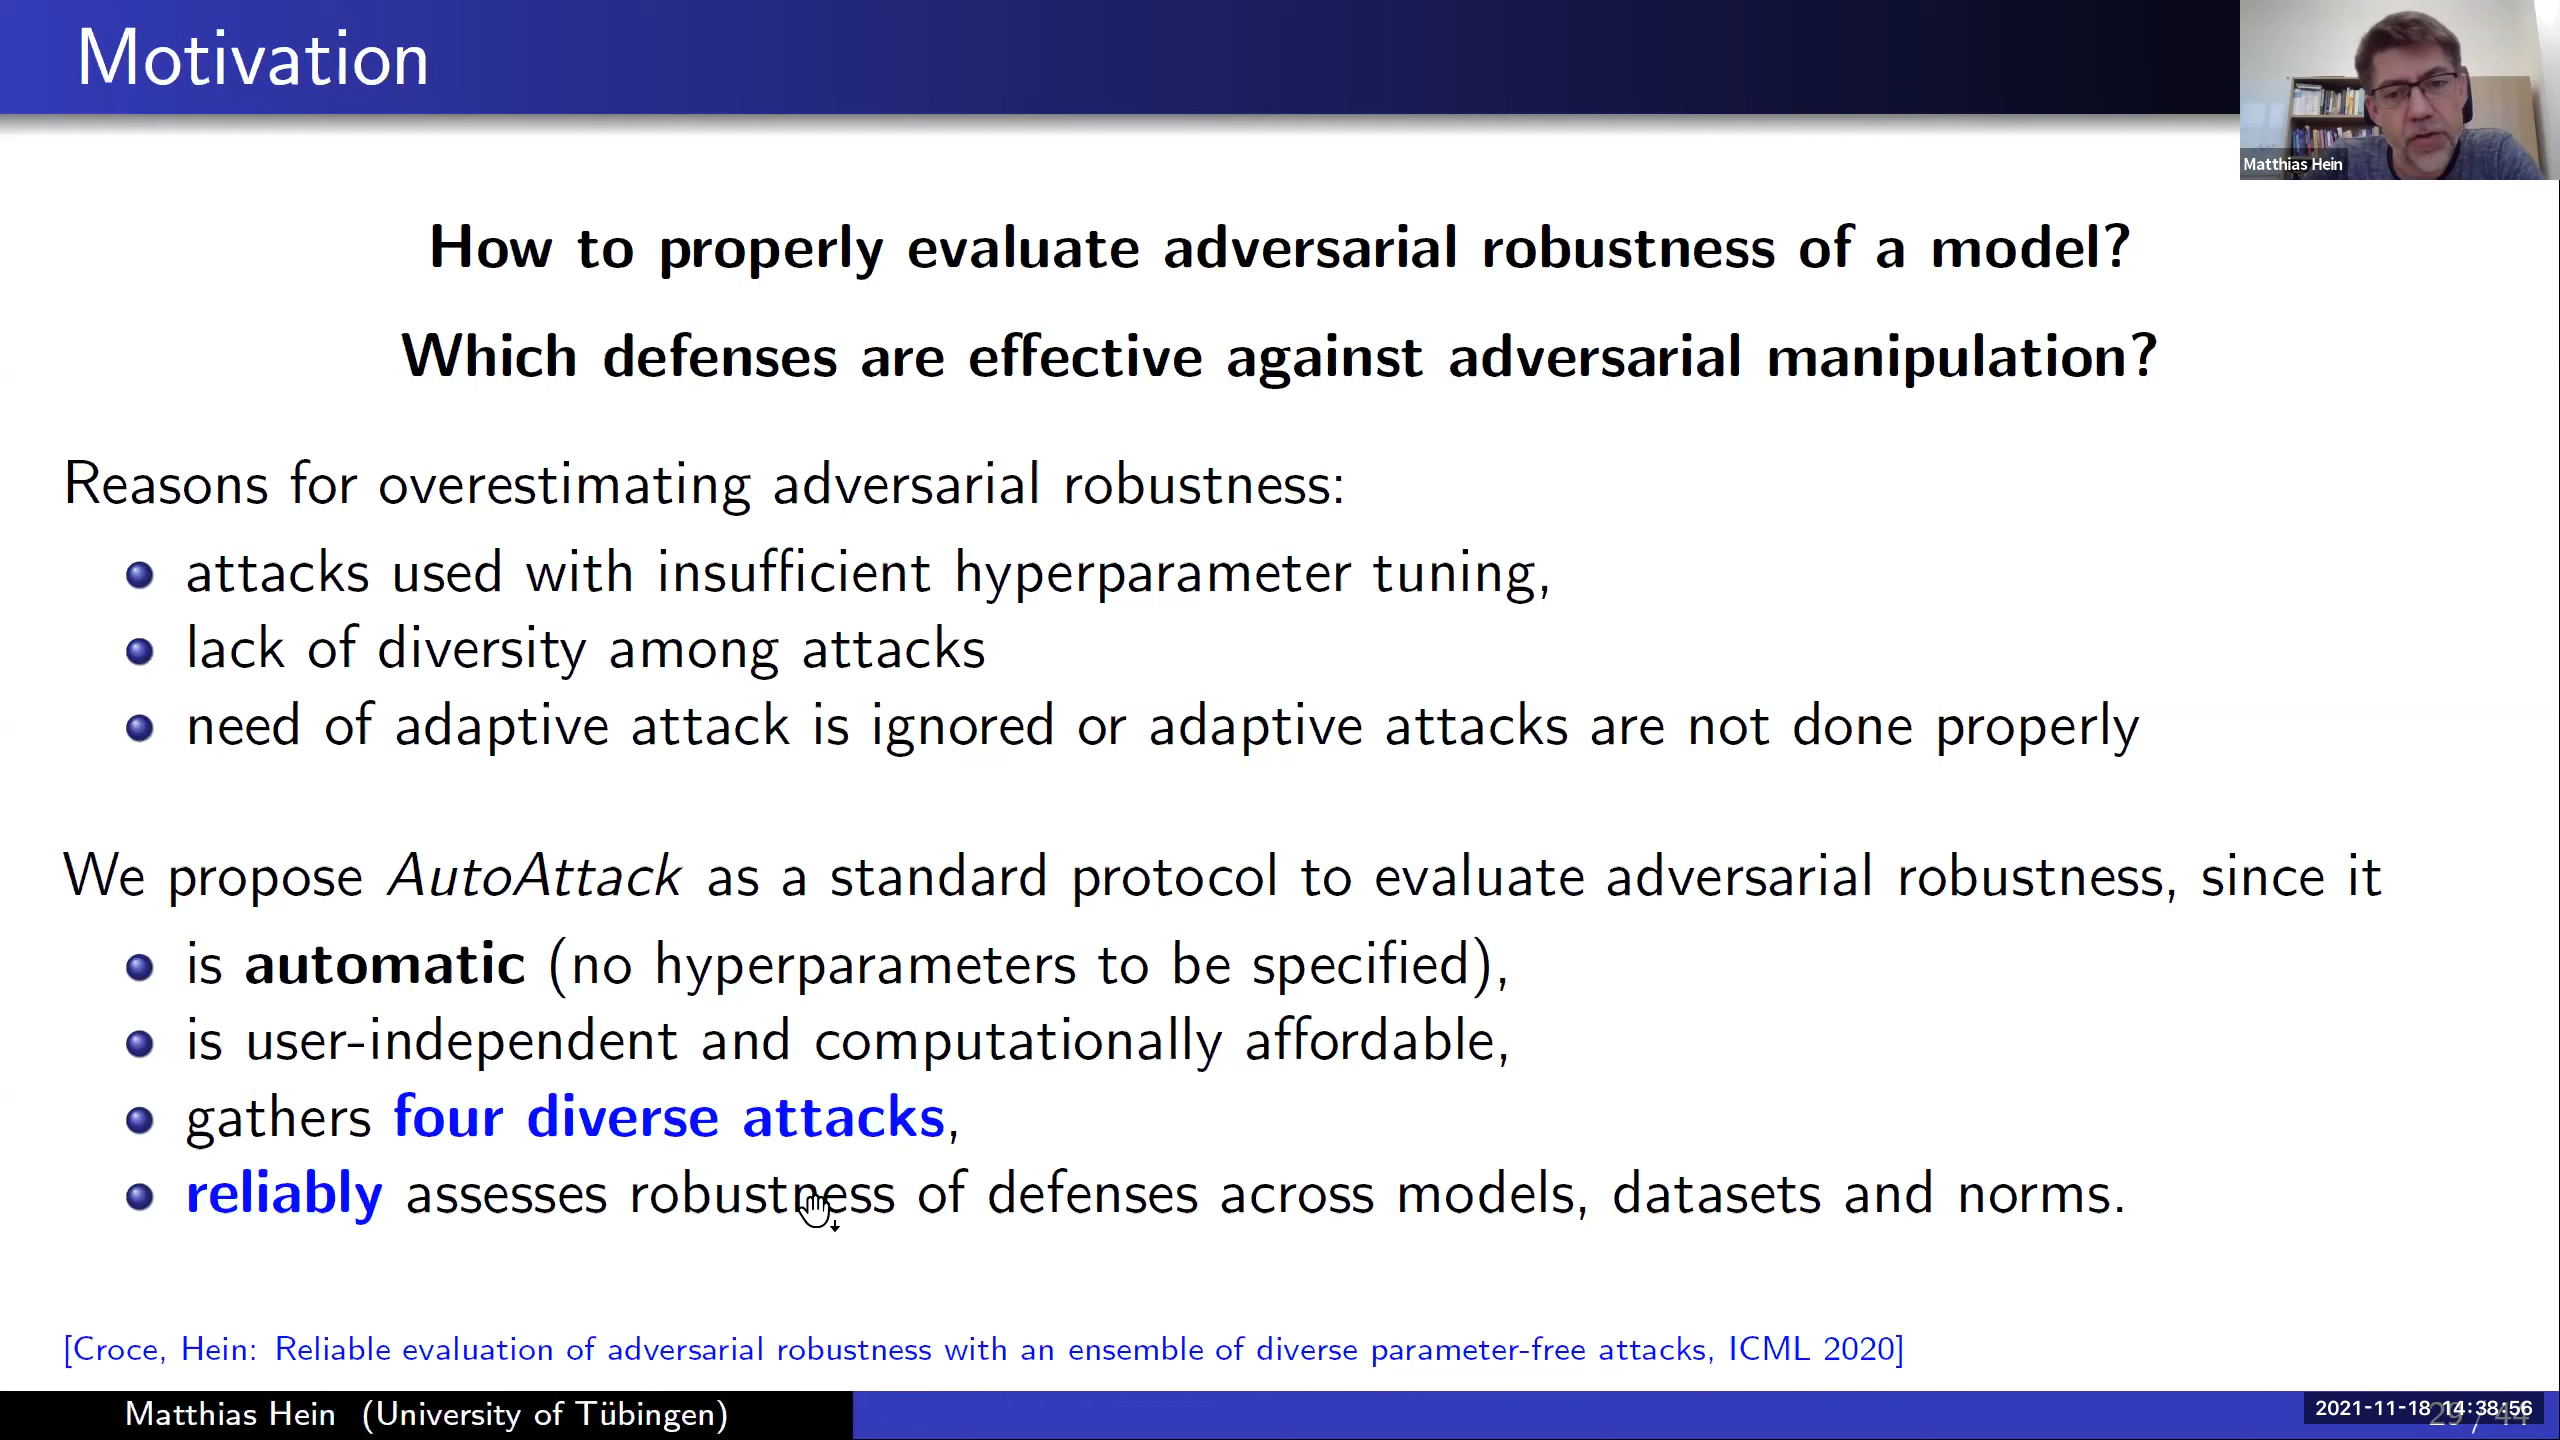 Motivation
Matthias Hein
How to properly evaluate adversarial robustness of a model?
Which defenses are effective against adversarial manipulation?
Reasons for overestimating adversarial robustness:
attacks used with insufficient hyperparameter tuning,
lack of diversity among attacks
need of adaptive attack is ignored or adaptive attacks are not done properly
We propose AutoAttack as a standard protocol to evaluate adversarial robustness, since it
is automatic (no hyperparameters to be specified),
is user-independent and computationally affordable,
gathers four diverse attacks,
reliably assesses robustness of defenses across models, datasets and norms.
[Croce, Hein: Reliable evaluation of adversarial robustness with an ensemble of diverse parameter-free attacks, ICML 2020]
Matthias Hein (University of Tübingen)
2021-11-18 14:38:56
29 / 44